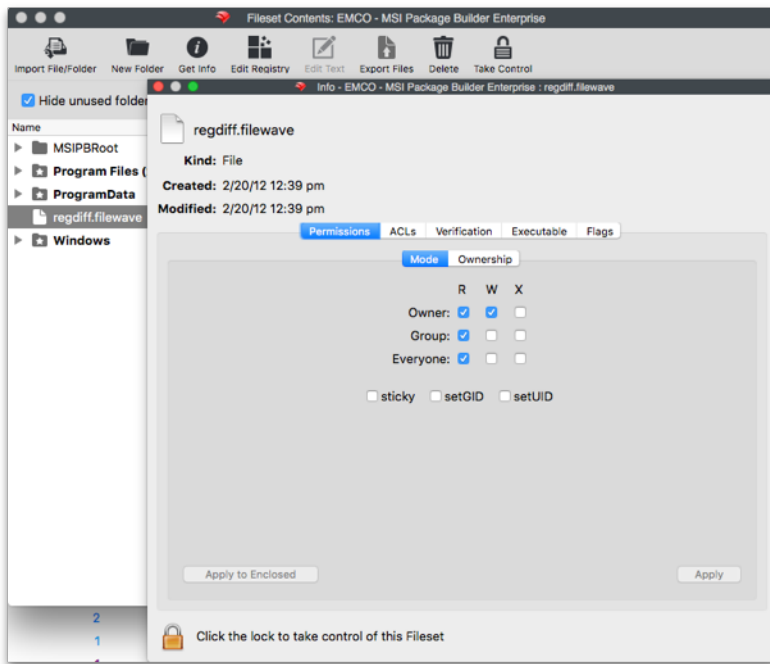 Fileset Contents: EMCO - MSI Package Builder Enterprise
Import File/Folder New Folder Get Info Edit Registry Edit Text Export Files Delete Take Control
Hide unused folder
Name
MSIPBRoot
Program Files (
ProgramData
regdiff.filewave
Windows
2
1
Info - EMCO - MSI Package Builder Enterprise : regdiff.filewave
regdiff.filewave
Kind: File
Created: 2/20/12 12:39 pm
Modified: 2/20/12 12:39 pm
Permissions ACLs Verification Executable Flags
Mode Ownership
R W X
Owner:
Group:
Everyone:
sticky setGID setUID
Apply to Enclosed Apply
Click the lock to take control of this Fileset